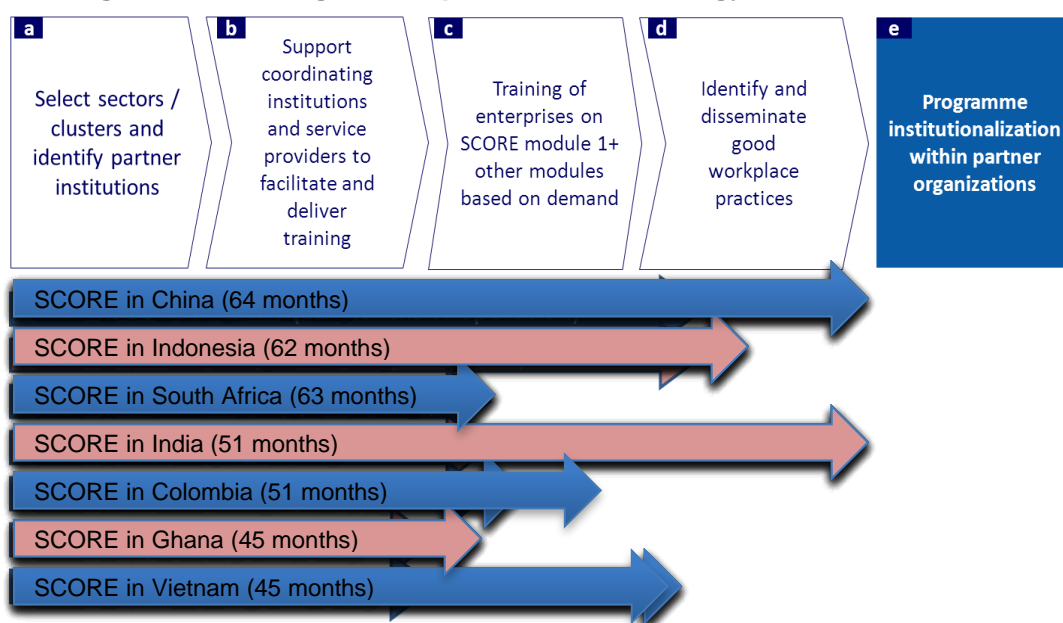 a
Select sectors /
clusters and
identify partner
institutions
b
Support
coordinating
institutions
and service
providers to
facilitate and
deliver
training
c
Training of
enterprises on
SCORE module 1+
other modules
based on demand
d
Identify and
disseminate
good
workplace
practices
e
Programme
institutionalization
within partner
organizations
SCORE in China (64 months)
SCORE in Indonesia (62 months)
SCORE in South Africa (63 months)
SCORE in India (51 months)
SCORE in Colombia (51 months)
SCORE in Ghana (45 months)
SCORE in Vietnam (45 months)